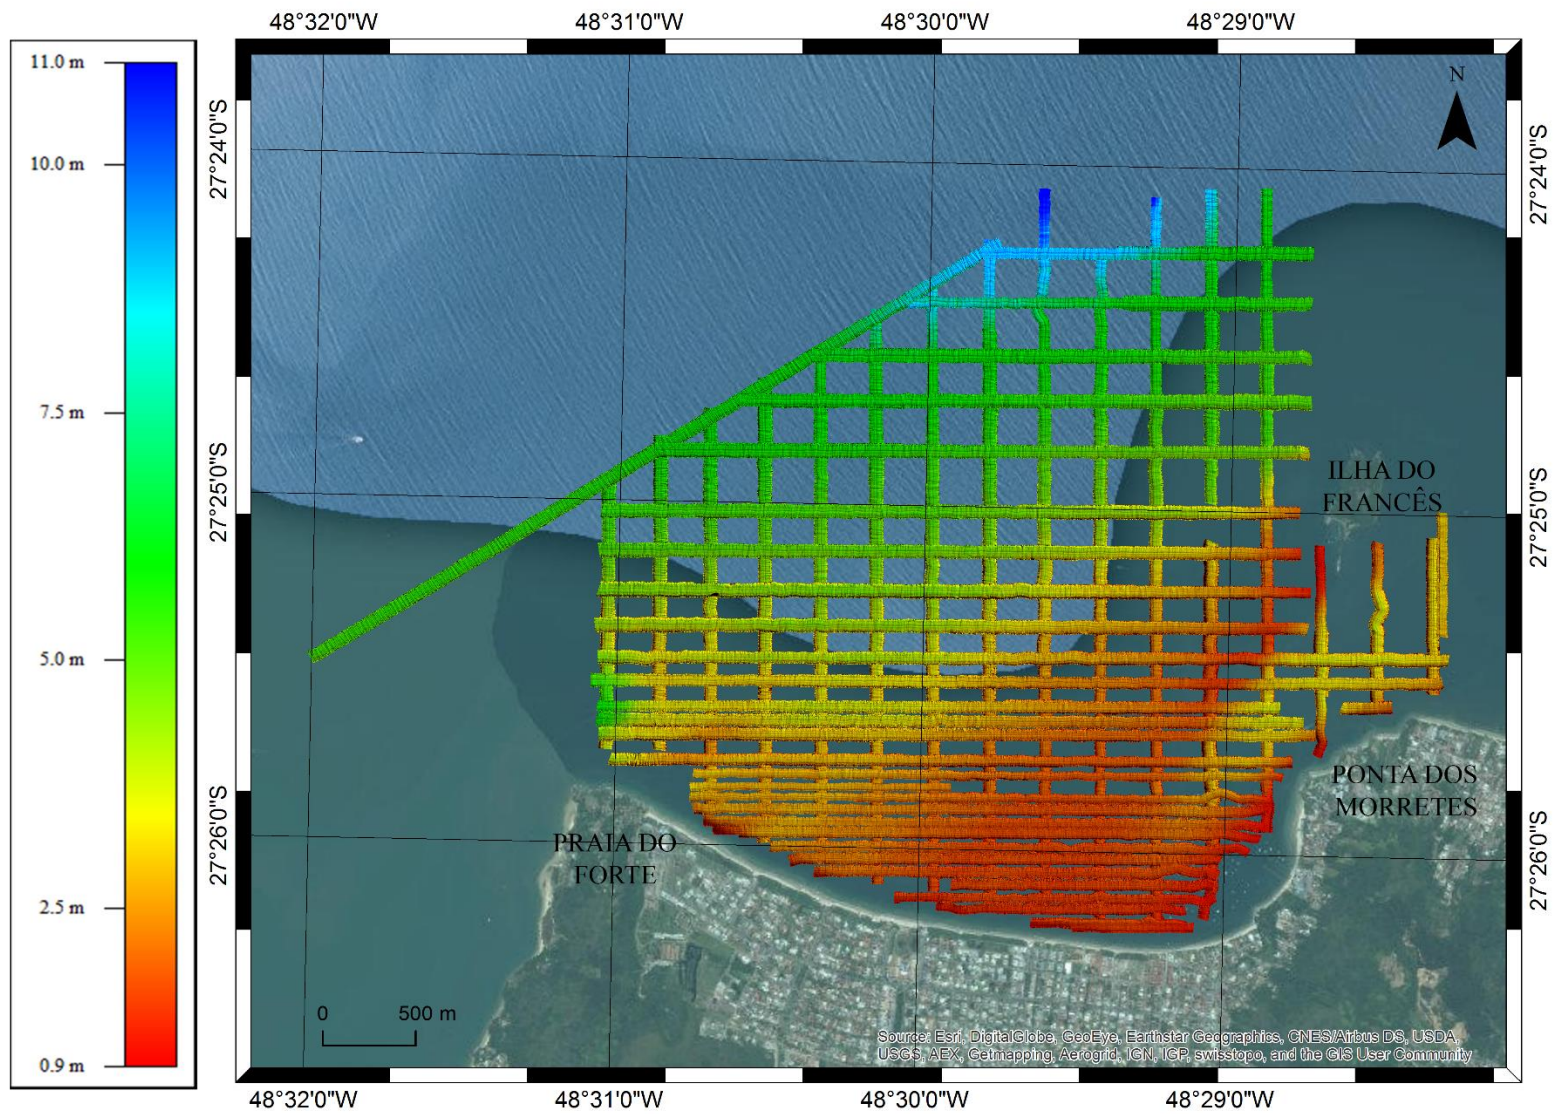 48°32'0"W 48°31'0"W 48°30'0"W 48°29'0"W
11.0 m
10.0 m
7.5 m
5.0 m
2.5 m
0.9 m
27°24'0"S
27°25'0"S
27°26'0"S
N
27°24'0"S
27°25'0"S
27°26'0"S
ILHA DO
FRANCÊS
PONTA DOS
MORRETES
PRAIA DO
FORTE
0 500 m
Source: Esri, DigitalGlobe, GeoEye, Earthstar Geographics, CNES/Airbus DS, USDA,
USGS, AEX, Getmapping, Aerogrid, IGN, IGP, swisstopo, and the GIS User Community
48°32'0"W 48°31'0"W 48°30'0"W 48°29'0"W